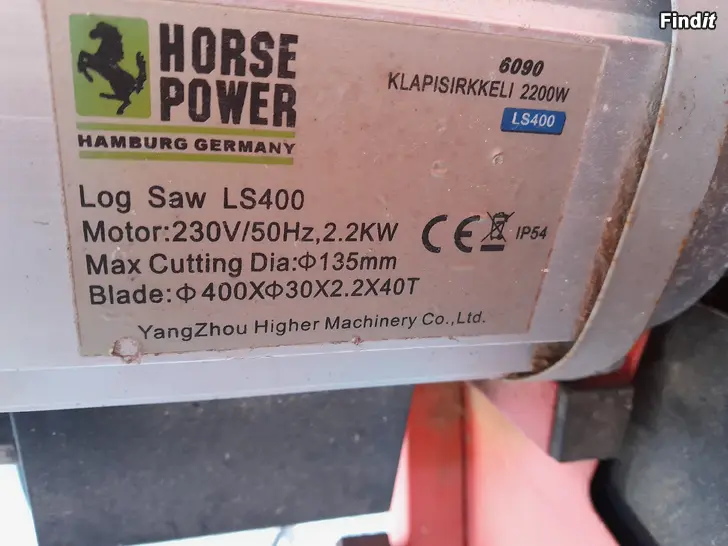 Findit
HORSE
POWER
HAMBURG GERMANY
6090
KLAPISIRKKELI 2200W
LS400
Log Saw LS400
Motor:230V/50Hz,2.2KW
CE IP54
Max Cutting Dia:Φ135mm
Blade:Φ400XΦ30X2.2X40T
YangZhou Higher Machinery Co.,Ltd.